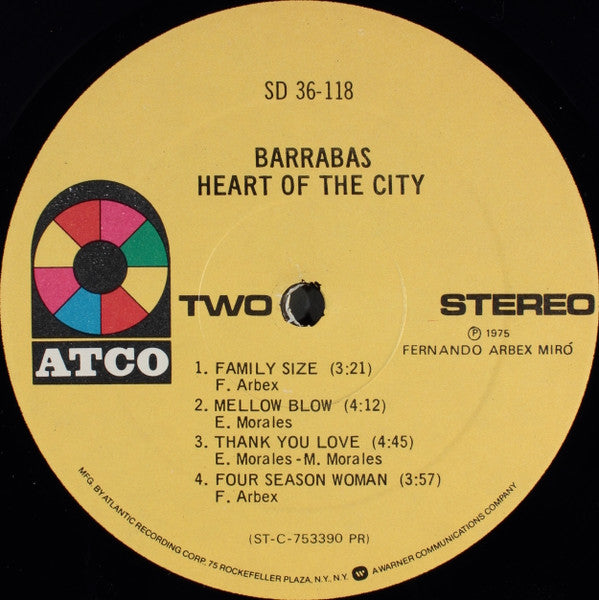 SD 36-118
BARRABAS
HEART OF THE CITY
ATCO
TWO
STEREO
Ⓟ 1975
FERNANDO ARBEX MIRÓ
1. FAMILY SIZE (3:21)
F. Arbex
2. MELLOW BLOW (4:12)
E. Morales
3. THANK YOU LOVE (4:45)
E. Morales - M. Morales
4. FOUR SEASON WOMAN (3:57)
F. Arbex
(ST-C-753390 PR)
MFG. BY ATLANTIC RECORDING CORP. 75 ROCKEFELLER PLAZA, N.Y., N.Y. W A WARNER COMMUNICATIONS COMPANY